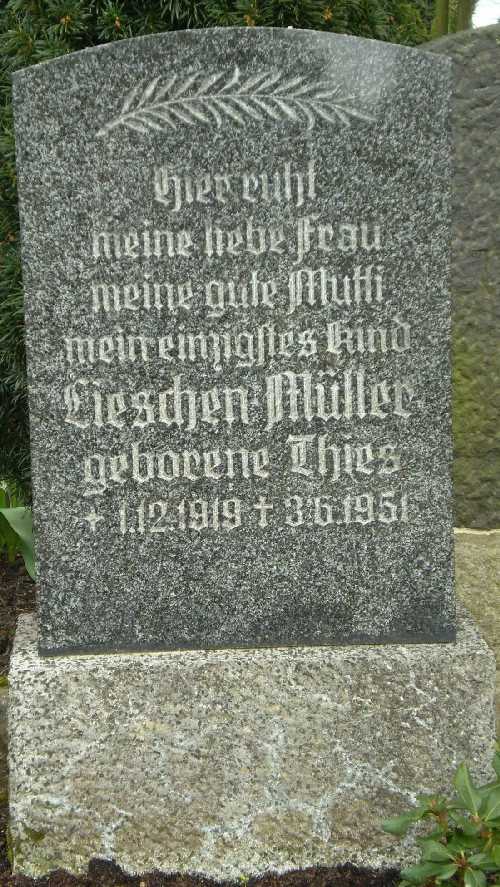 Hier ruht
meine liebe Frau
meine gute Mutti
mein einzigstes Kind
Lieschen Müller
geborene Thies
+ 1.12.1919 † 3.6.1951